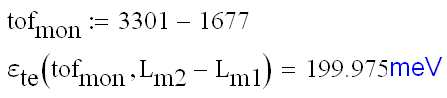 tof_mon := 3301 − 1677
ε_te(tof_mon, L_m2 − L_m1) = 199.975meV